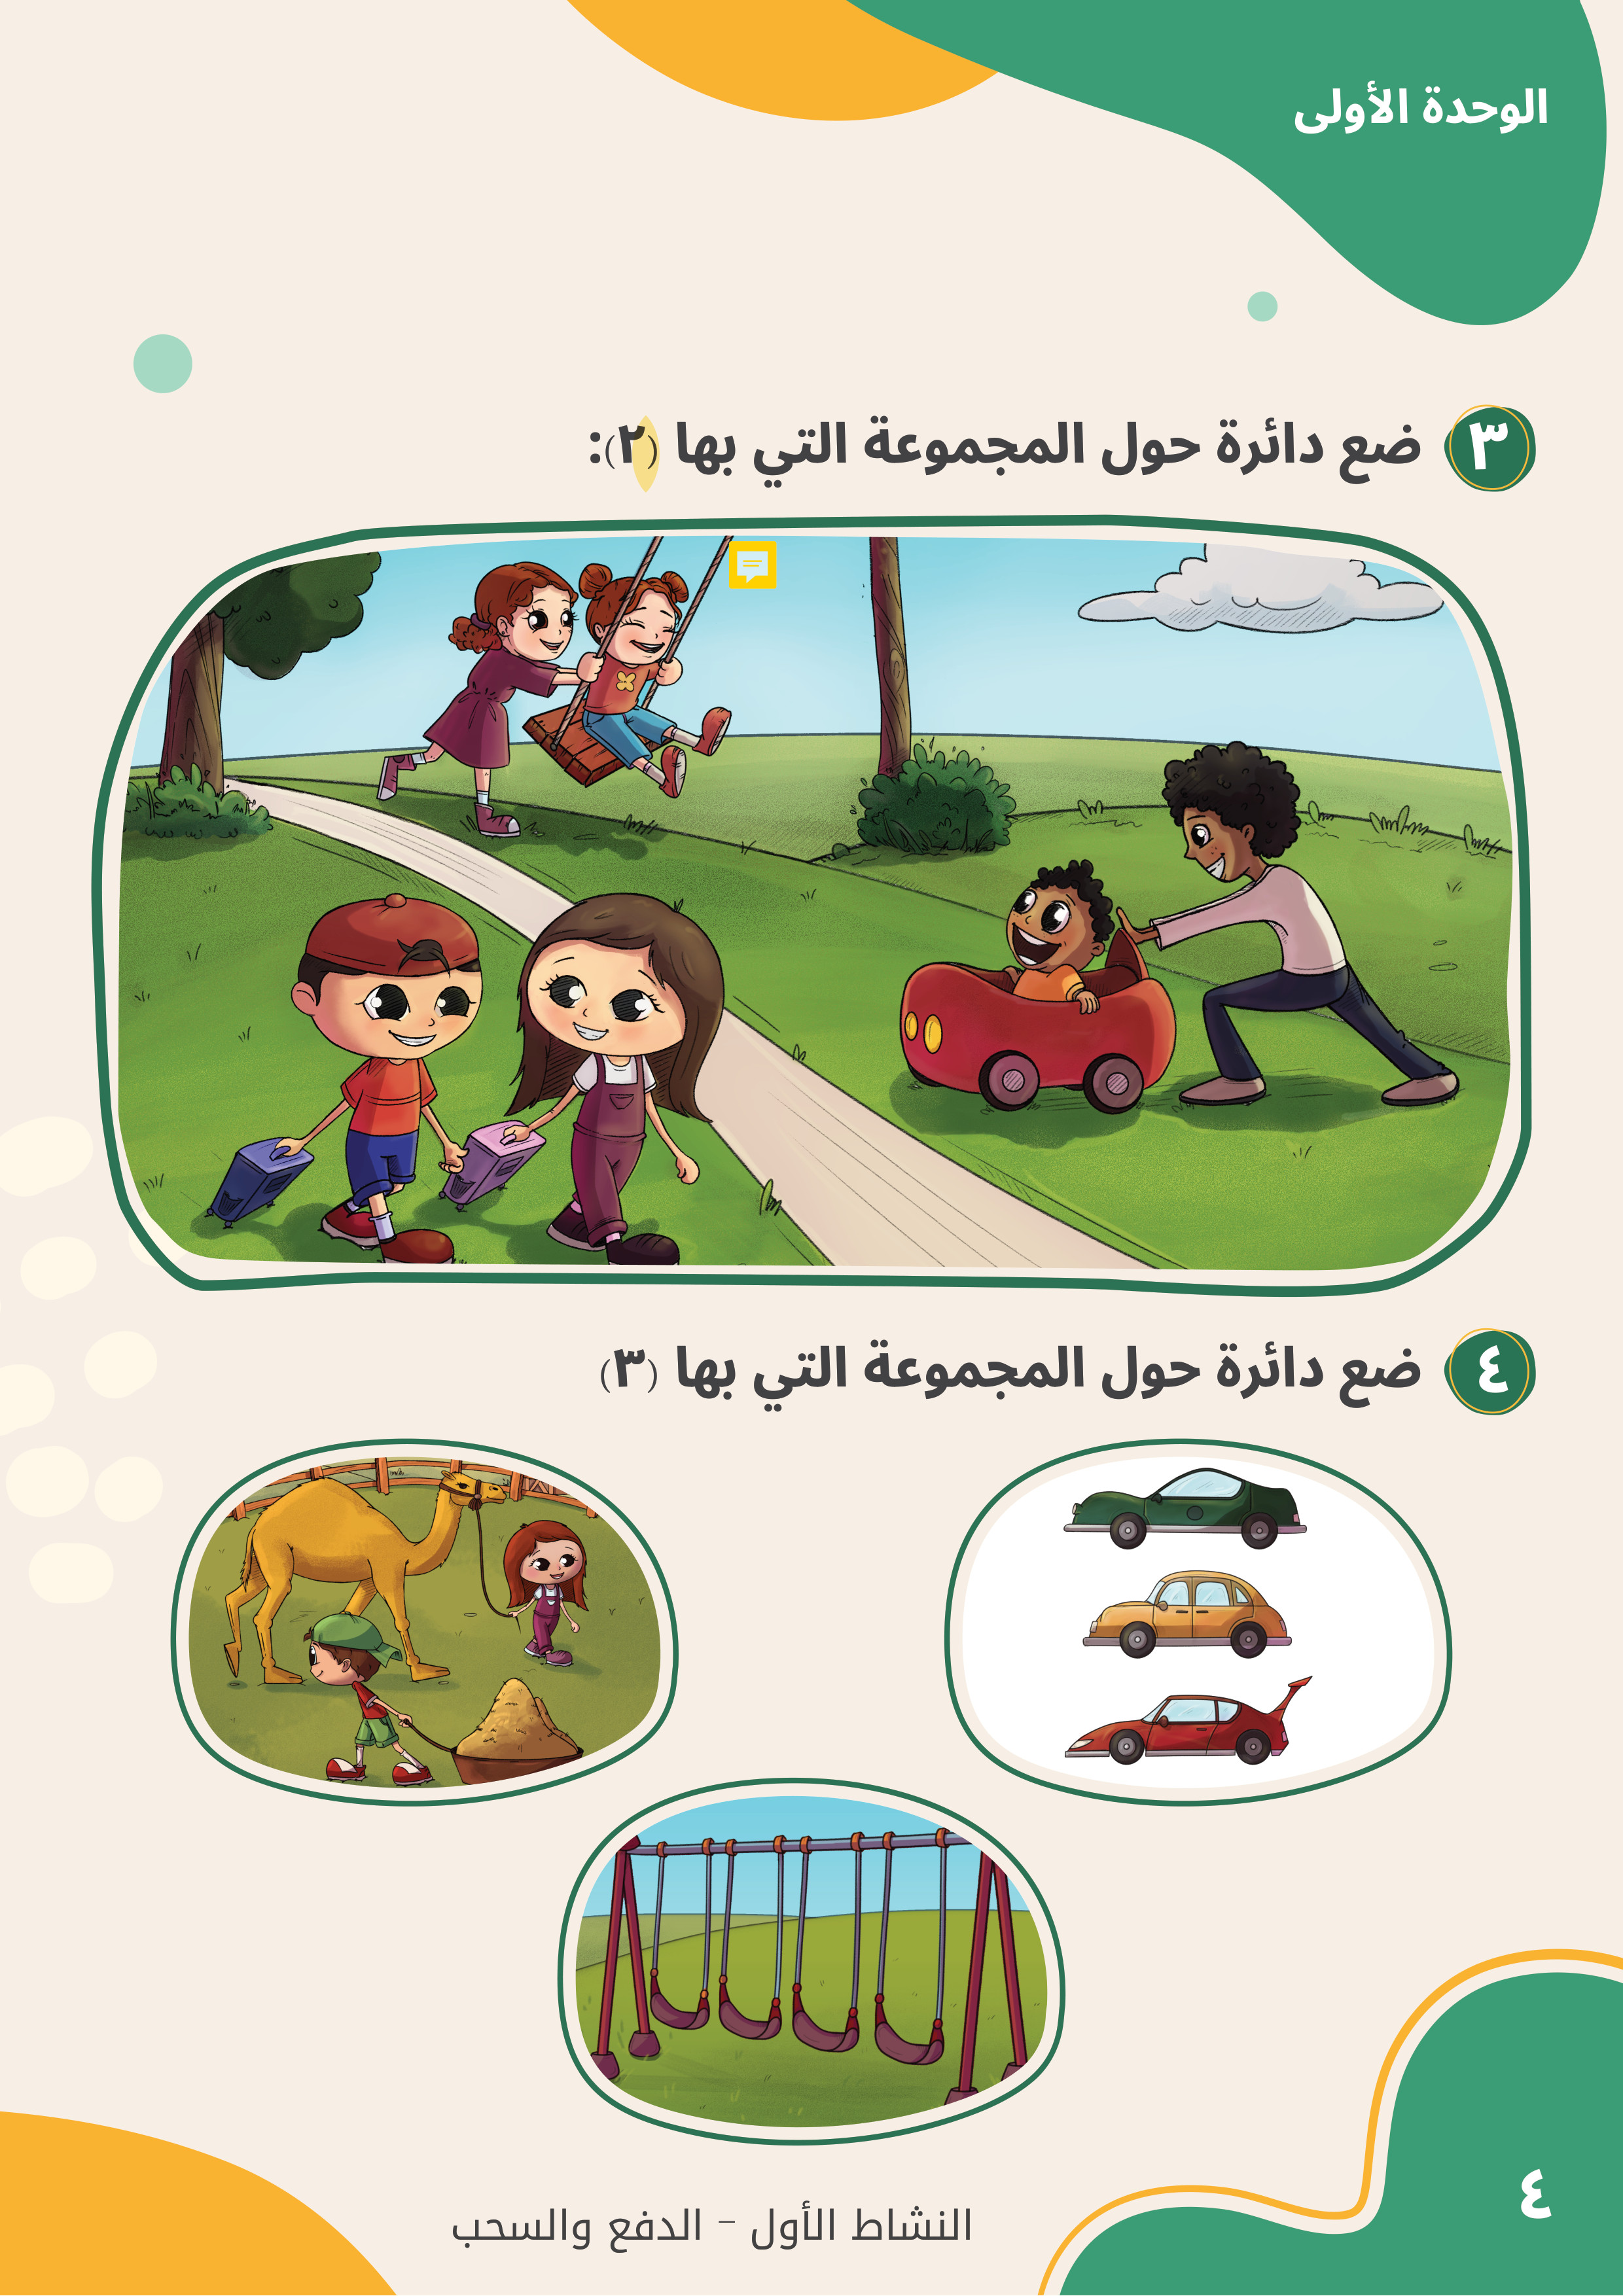 الوحدة الأولى
٣ ضع دائرة حول المجموعة التي بها (٢):
٤ ضع دائرة حول المجموعة التي بها (٣)
النشاط الأول – الدفع والسحب
٤